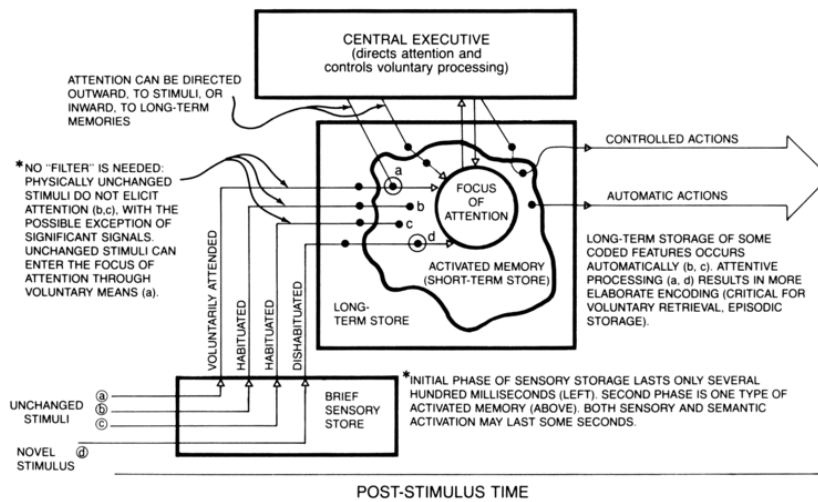 CENTRAL EXECUTIVE
(directs attention and
controls voluntary processing)
ATTENTION CAN BE DIRECTED
OUTWARD, TO STIMULI, OR
INWARD, TO LONG-TERM
MEMORIES
*NO "FILTER" IS NEEDED:
PHYSICALLY UNCHANGED
STIMULI DO NOT ELICIT
ATTENTION (b,c), WITH THE
POSSIBLE EXCEPTION OF
SIGNIFICANT SIGNALS.
UNCHANGED STIMULI CAN
ENTER THE FOCUS OF
ATTENTION THROUGH
VOLUNTARY MEANS (a).
a
b
c
d
FOCUS
OF
ATTENTION
ACTIVATED MEMORY
(SHORT-TERM STORE)
LONG-
TERM STORE
CONTROLLED ACTIONS
AUTOMATIC ACTIONS
LONG-TERM STORAGE OF SOME
CODED FEATURES OCCURS
AUTOMATICALLY (b, c). ATTENTIVE
PROCESSING (a, d) RESULTS IN MORE
ELABORATE ENCODING (CRITICAL FOR
VOLUNTARY RETRIEVAL, EPISODIC
STORAGE).
VOLUNTARILY ATTENDED
HABITUATED
HABITUATED
DISHABITUATED
UNCHANGED
STIMULI
a
b
c
NOVEL
STIMULUS
d
BRIEF
SENSORY
STORE
*INITIAL PHASE OF SENSORY STORAGE LASTS ONLY SEVERAL
HUNDRED MILLISECONDS (LEFT). SECOND PHASE IS ONE TYPE OF
ACTIVATED MEMORY (ABOVE). BOTH SENSORY AND SEMANTIC
ACTIVATION MAY LAST SOME SECONDS.
POST-STIMULUS TIME